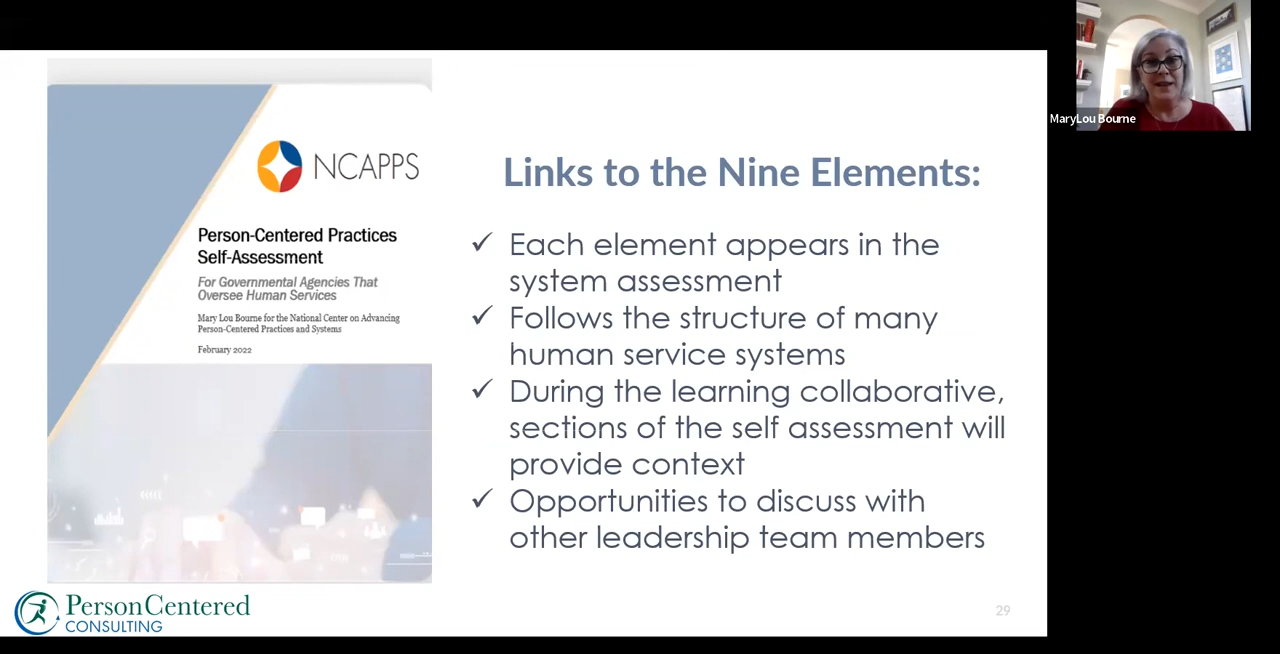 NCAPPS
Person-Centered Practices
Self-Assessment
For Governmental Agencies That
Oversee Human Services
Mary Lou Bourne for the National Center on Advancing
Person-Centered Practices and Systems
February 2022
Links to the Nine Elements:
✓ Each element appears in the
system assessment
✓ Follows the structure of many
human service systems
✓ During the learning collaborative,
sections of the self assessment will
provide context
✓ Opportunities to discuss with
other leadership team members
PersonCentered
CONSULTING
29
MaryLou Bourne